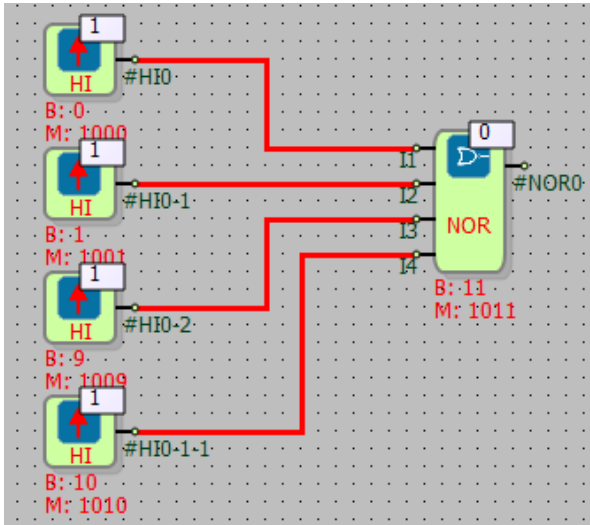 1
HI
#HI0
B: 0
M: 1000
1
HI
#HI0-1
B: 1
M: 1001
1
HI
#HI0-2
B: 9
M: 1009
1
HI
#HI0-1-1
B: 10
M: 1010
0
I1
I2
I3
I4
NOR
#NOR0
B: 11
M: 1011